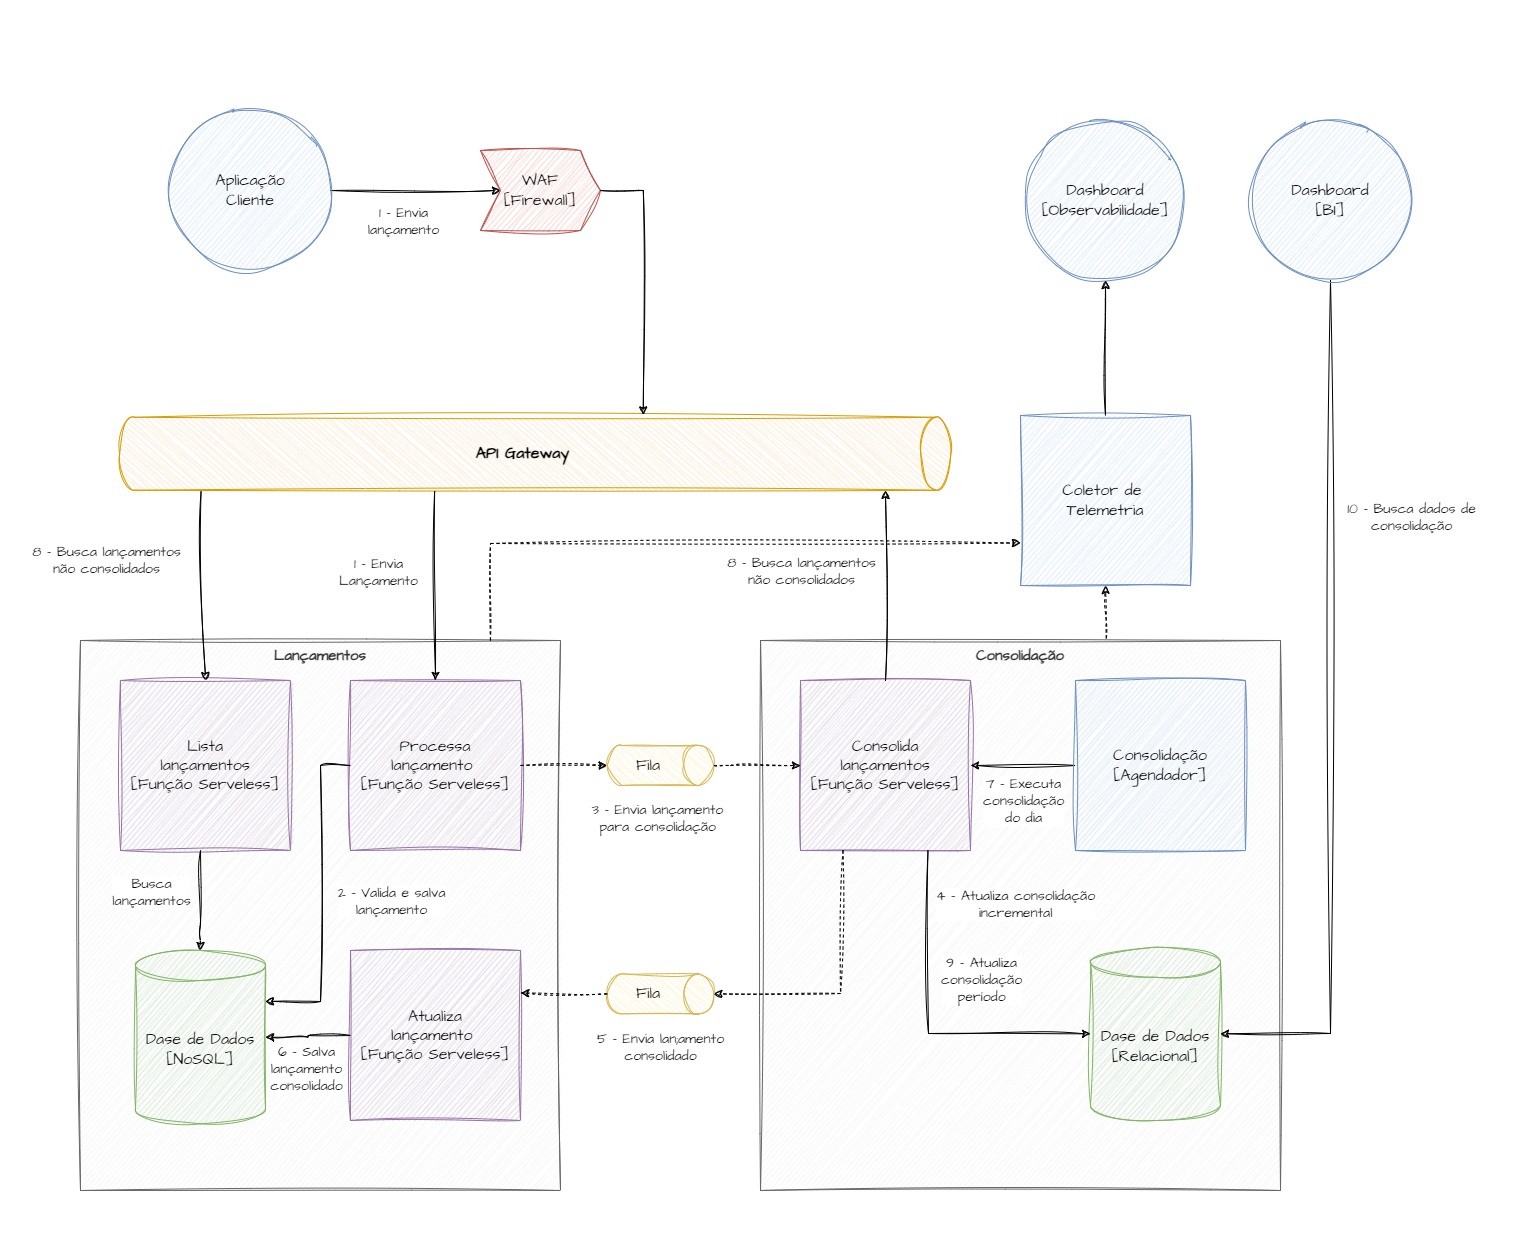 Aplicação
Cliente
1 - Envia
lançamento
WAF
[Firewall]
Dashboard
[Observabilidade]
Dashboard
[BI]
API Gateway
Coletor de
Telemetria
10 - Busca dados de
consolidação
8 - Busca lançamentos
não consolidados
1 - Envia
Lançamento
8 - Busca lançamentos
não consolidados
Lançamentos
Consolidação
Lista
lançamentos
[Função Serveless]
Processa
lançamento
[Função Serveless]
Fila
3 - Envia lançamento
para consolidação
Consolida
lançamentos
[Função Serveless]
7 - Executa
consolidação
do dia
Consolidação
[Agendador]
Busca
lançamentos
2 - Valida e salva
lançamento
4 - Atualiza consolidação
incremental
9 - Atualiza
consolidação
periodo
Dase de Dados
[NoSQL]
6 - Salva
lançamento
consolidado
Atualiza
lançamento
[Função Serveless]
Fila
5 - Envia lançamento
consolidado
Dase de Dados
[Relacional]